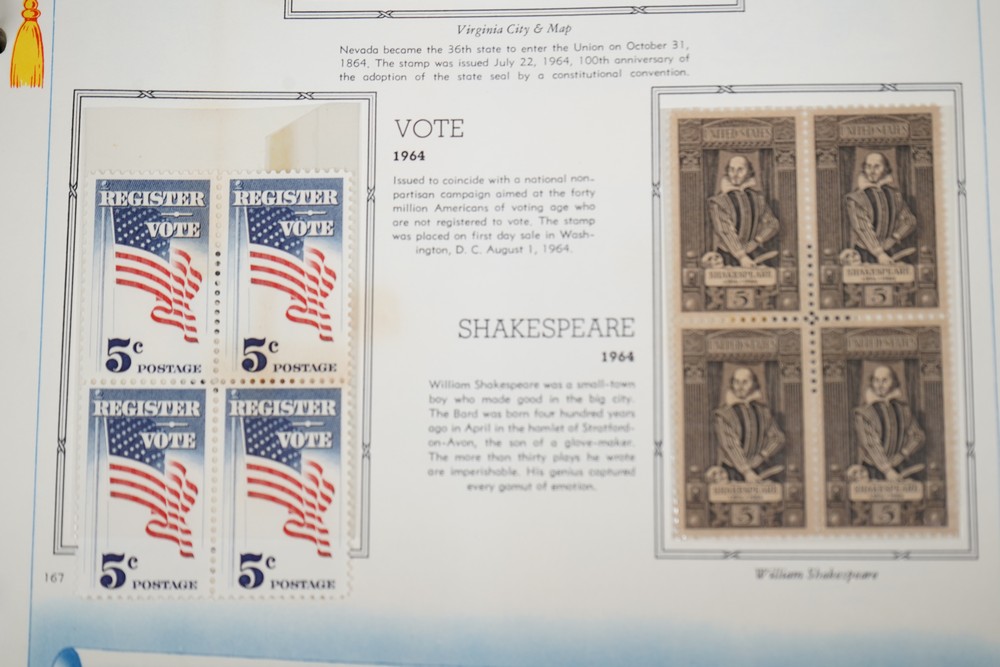 Virginia City & Map
Nevada became the 36th state to enter the Union on October 31,
1864. The stamp was issued July 22, 1964, 100th anniversary of
the adoption of the state seal by a constitutional convention.
VOTE
1964
Issued to coincide with a national non-
partisan campaign aimed at the forty
million Americans of voting age who
are not registered to vote. The stamp
was placed on first day sale in Wash-
ington, D. C. August 1, 1964.
REGISTER
VOTE
5c POSTAGE
REGISTER
VOTE
5c POSTAGE
REGISTER
VOTE
5c POSTAGE
REGISTER
VOTE
5c POSTAGE
SHAKESPEARE
1964
William Shakespeare was a small-town
boy who made good in the big city.
The Bard was born four hundred years
ago in April in the hamlet of Stratford-
on-Avon, the son of a glove-maker.
The more than thirty plays he wrote
are imperishable. His genius captured
every gamut of emotion.
UNITED STATES
SHAKESPEARE
5
UNITED STATES
SHAKESPEARE
5
UNITED STATES
SHAKESPEARE
5
UNITED STATES
SHAKESPEARE
5
William Shakespeare
167